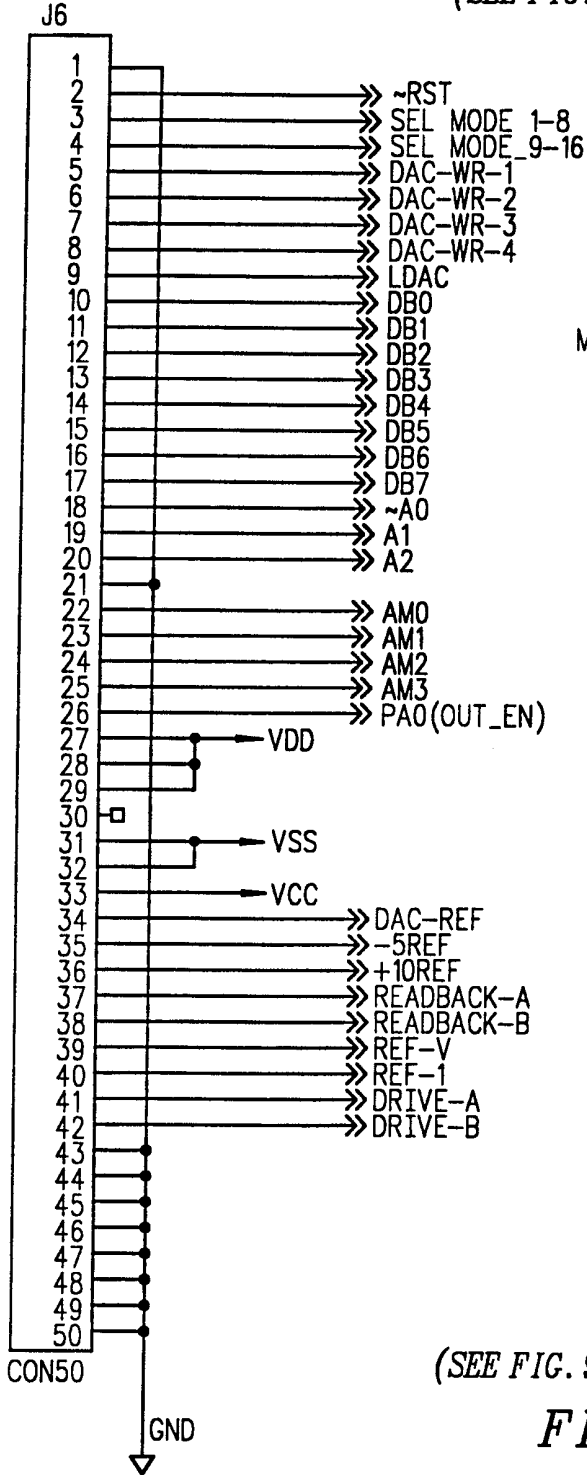 (SEE FIG.
J6
1
2 ~RST
3 SEL MODE_1-8
4 SEL MODE_9-16
5 DAC-WR-1
6 DAC-WR-2
7 DAC-WR-3
8 DAC-WR-4
9 LDAC
10 DB0
11 DB1
12 DB2
M
13 DB3
14 DB4
15 DB5
16 DB6
17 DB7
18 ~A0
19 A1
20 A2
21
22 AM0
23 AM1
24 AM2
25 AM3
26 PA0(OUT_EN)
27 VDD
28
29
30
31 VSS
32
33 VCC
34 DAC-REF
35 -5REF
36 +10REF
37 READBACK-A
38 READBACK-B
39 REF-V
40 REF-1
41 DRIVE-A
42 DRIVE-B
43
44
45
46
47
48
49
50
CON50
(SEE FIG.
GND